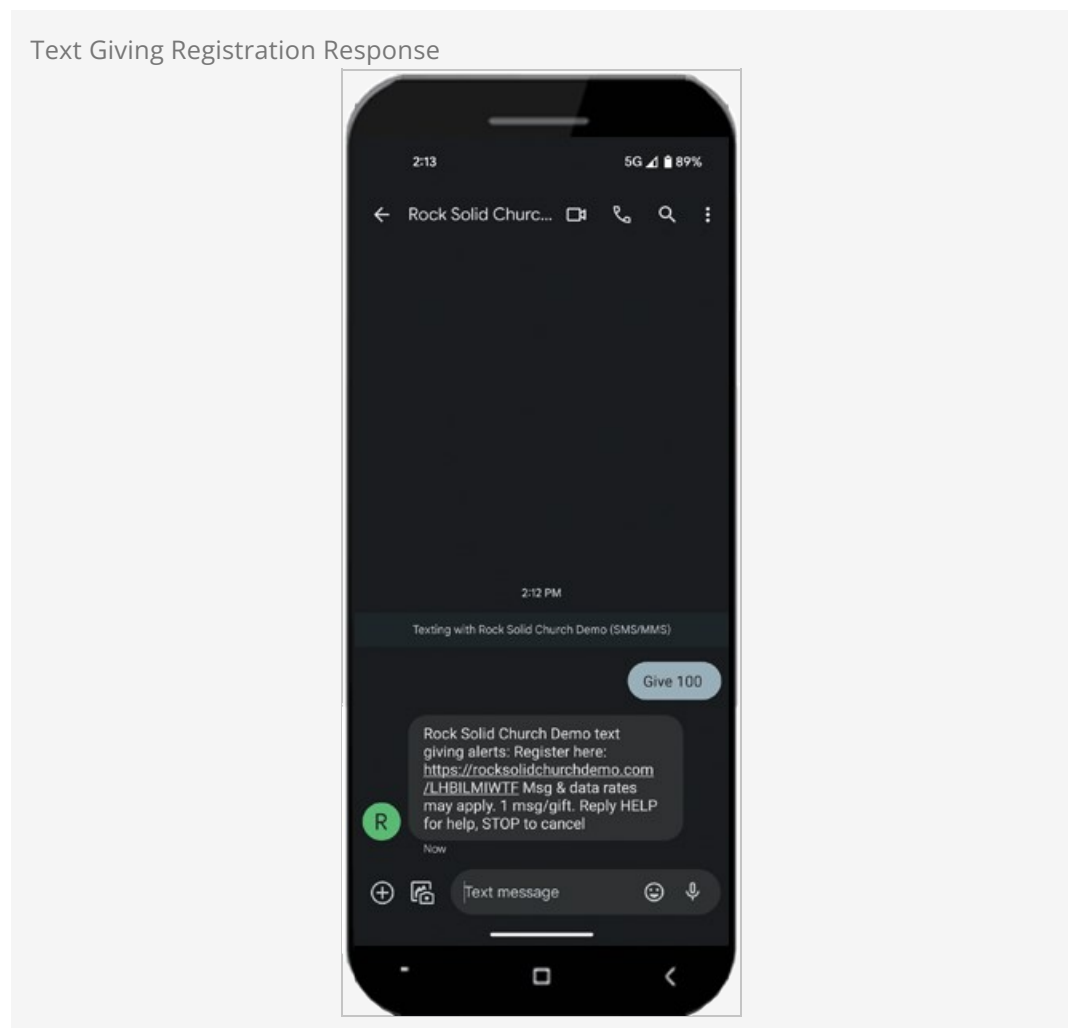 Text Giving Registration Response
2:13
5G 89%
Rock Solid Churc...
2:12 PM
Texting with Rock Solid Church Demo (SMS/MMS)
Give 100
Rock Solid Church Demo text
giving alerts: Register here:
https://rocksolidchurchdemo.com
/LHBILMIWTF Msg & data rates
may apply. 1 msg/gift. Reply HELP
for help, STOP to cancel
R
Now
Text message